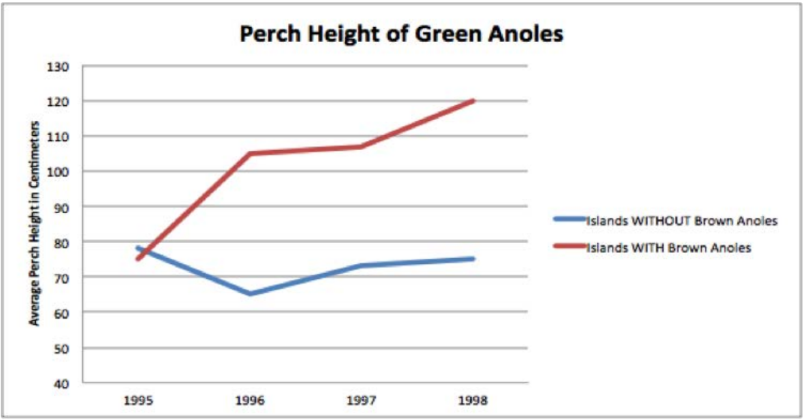 Perch Height of Green Anoles
Average Perch Height in Centimeters
130
120
110
100
90
80
70
60
50
40
1995 1996 1997 1998
Islands WITHOUT Brown Anoles
Islands WITH Brown Anoles